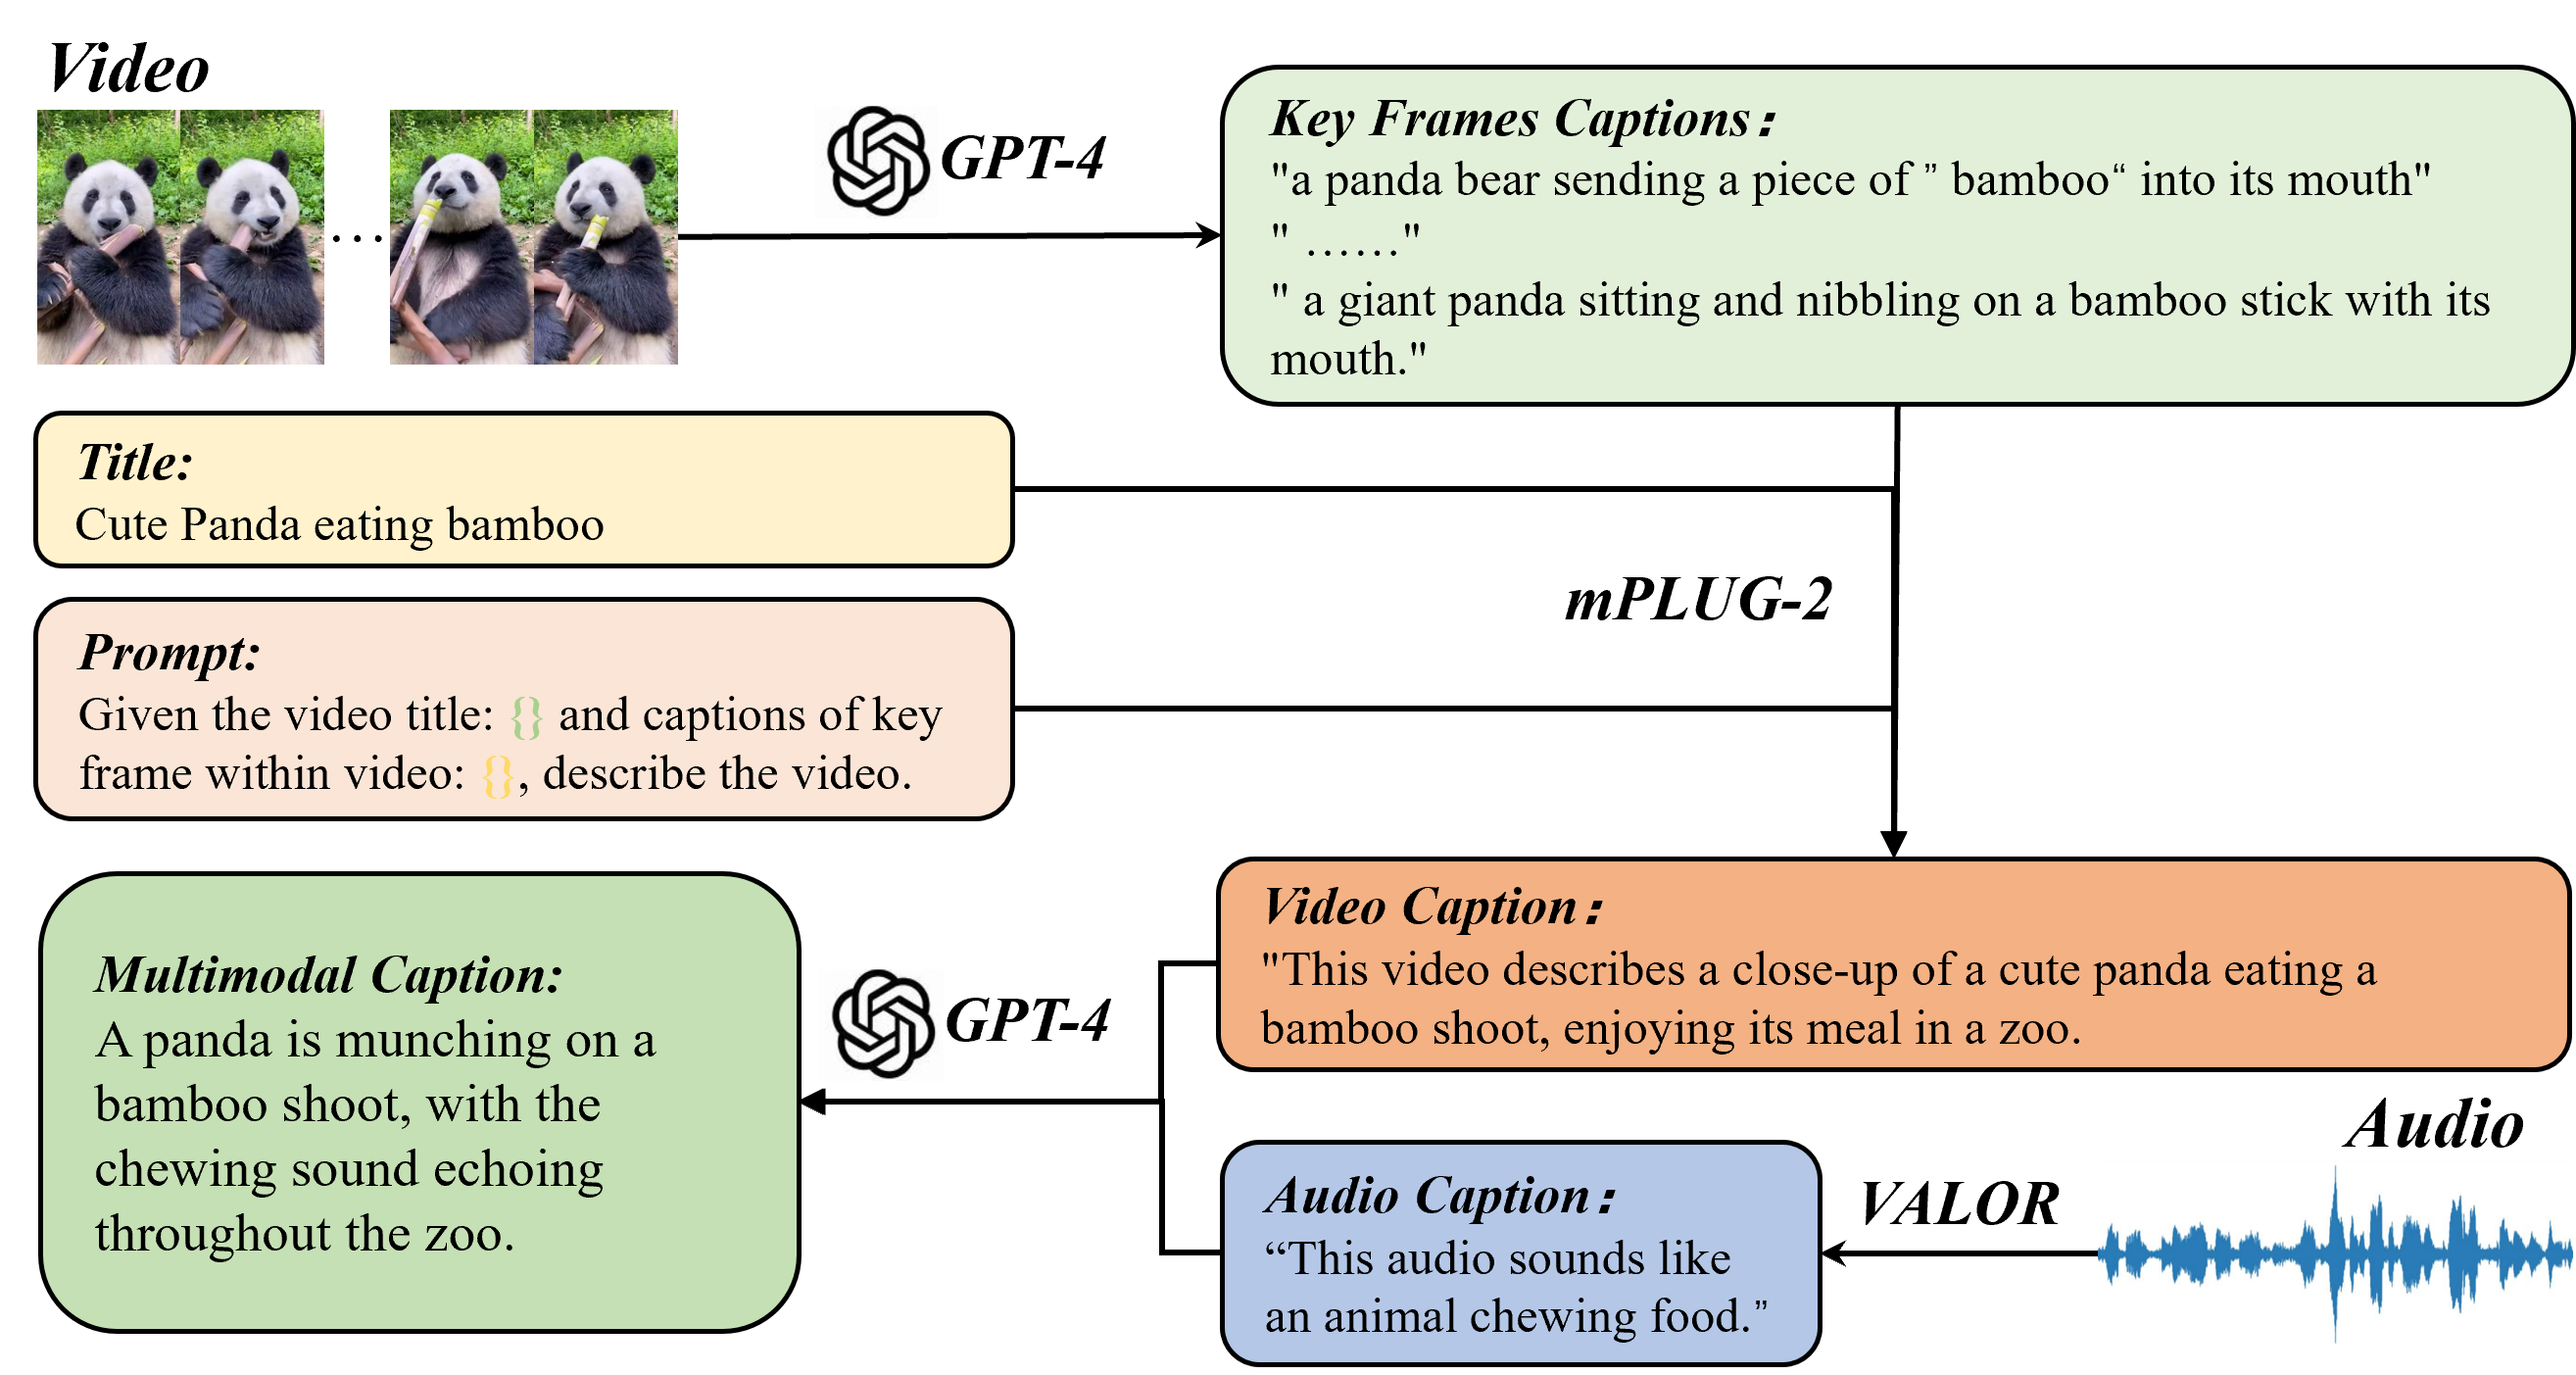 Video
GPT-4
Key Frames Captions：
"a panda bear sending a piece of ” bamboo“ into its mouth"
" ……"
" a giant panda sitting and nibbling on a bamboo stick with its
mouth."
...
Title:
Cute Panda eating bamboo
mPLUG-2
Prompt:
Given the video title: {} and captions of key
frame within video: {}, describe the video.
Video Caption：
"This video describes a close-up of a cute panda eating a
bamboo shoot, enjoying its meal in a zoo.
GPT-4
Multimodal Caption:
A panda is munching on a
bamboo shoot, with the
chewing sound echoing
throughout the zoo.
Audio
VALOR
Audio Caption：
“This audio sounds like
an animal chewing food.”